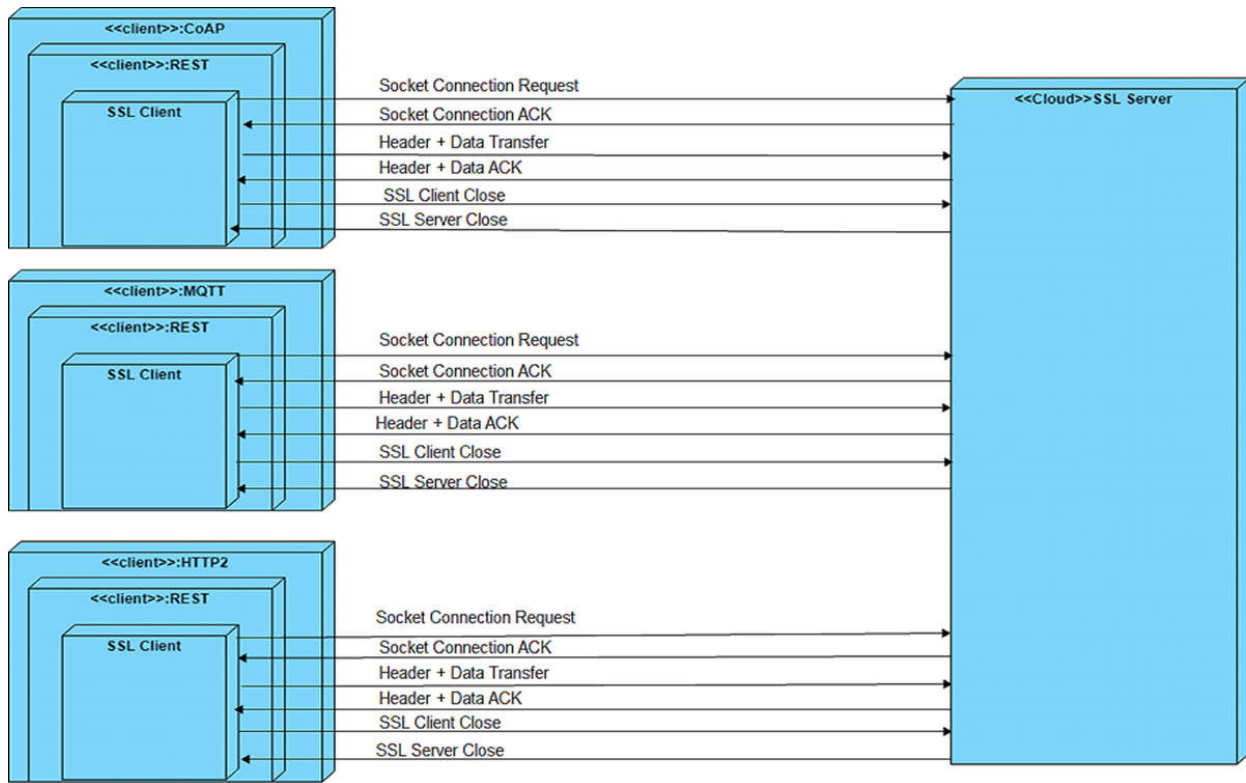 <<client>>:CoAP
<<client>>:REST
SSL Client
Socket Connection Request
Socket Connection ACK
Header + Data Transfer
Header + Data ACK
SSL Client Close
SSL Server Close
<<Cloud>>SSL Server
<<client>>:MQTT
<<client>>:REST
SSL Client
Socket Connection Request
Socket Connection ACK
Header + Data Transfer
Header + Data ACK
SSL Client Close
SSL Server Close
<<client>>:HTTP2
<<client>>:REST
SSL Client
Socket Connection Request
Socket Connection ACK
Header + Data Transfer
Header + Data ACK
SSL Client Close
SSL Server Close